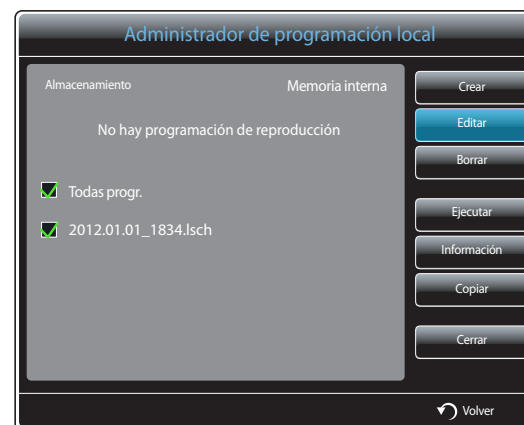 Administrador de programación local
Almacenamiento Memoria interna
No hay programación de reproducción
Todas progr.
2012.01.01_1834.lsch
Crear
Editar
Borrar
Ejecutar
Información
Copiar
Cerrar
Volver